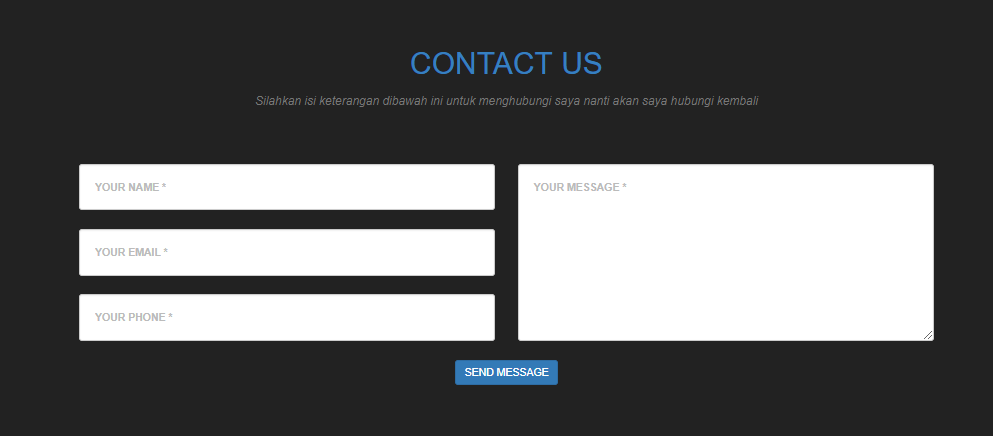 CONTACT US
Silahkan isi keterangan dibawah ini untuk menghubungi saya nanti akan saya hubungi kembali
YOUR NAME *
YOUR EMAIL *
YOUR PHONE *
YOUR MESSAGE *
SEND MESSAGE